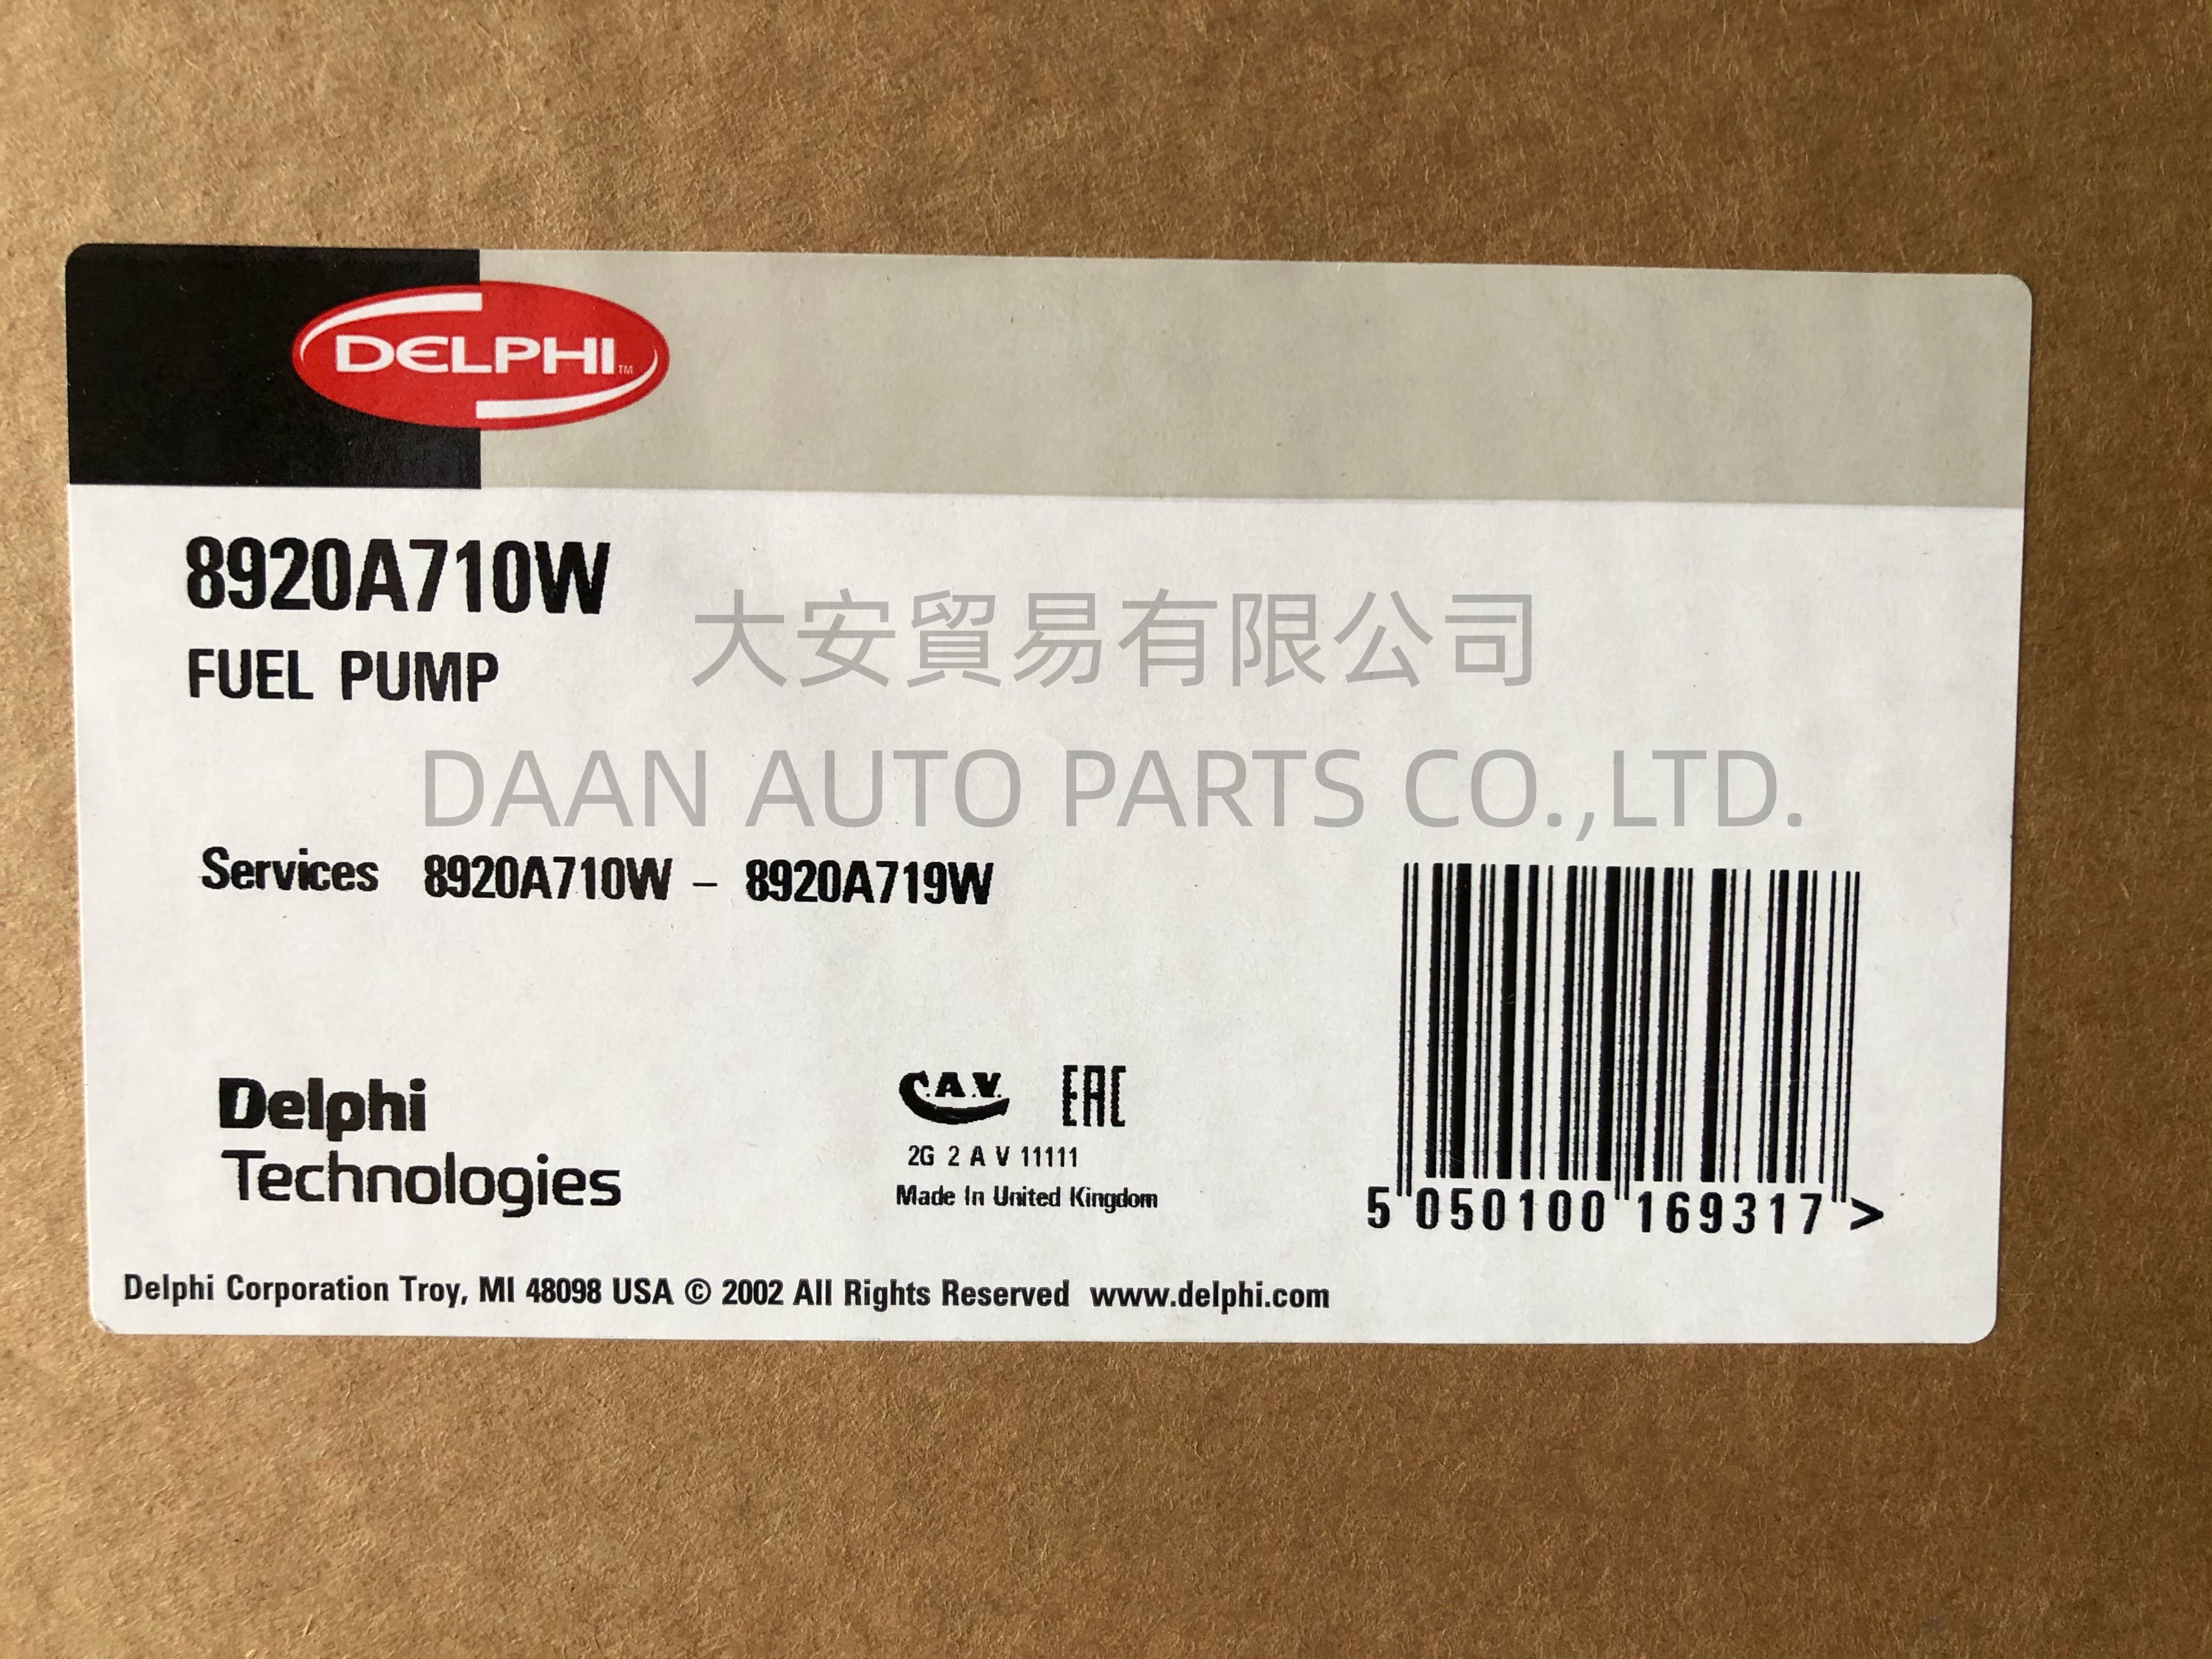 DELPHI™
8920A710W
FUEL PUMP
大安貿易有限公司
DAAN AUTO PARTS CO.,LTD.
Services 8920A710W – 8920A719W
Delphi
Technologies
C.A.V. EAC
2G 2 A V 11111
Made In United Kingdom
5 050100 169317 >
Delphi Corporation Troy, MI 48098 USA © 2002 All Rights Reserved www.delphi.com